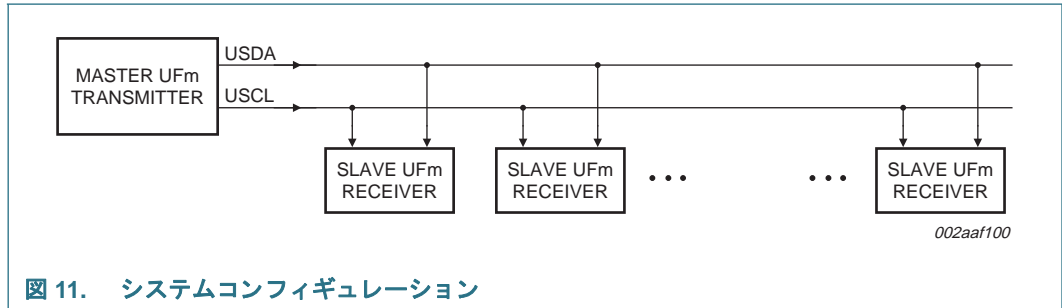 USDA
MASTER UFm
TRANSMITTER
USCL
SLAVE UFm
RECEIVER
SLAVE UFm
RECEIVER
SLAVE UFm
RECEIVER
002aaf100
図 11. システムコンフィギュレーション